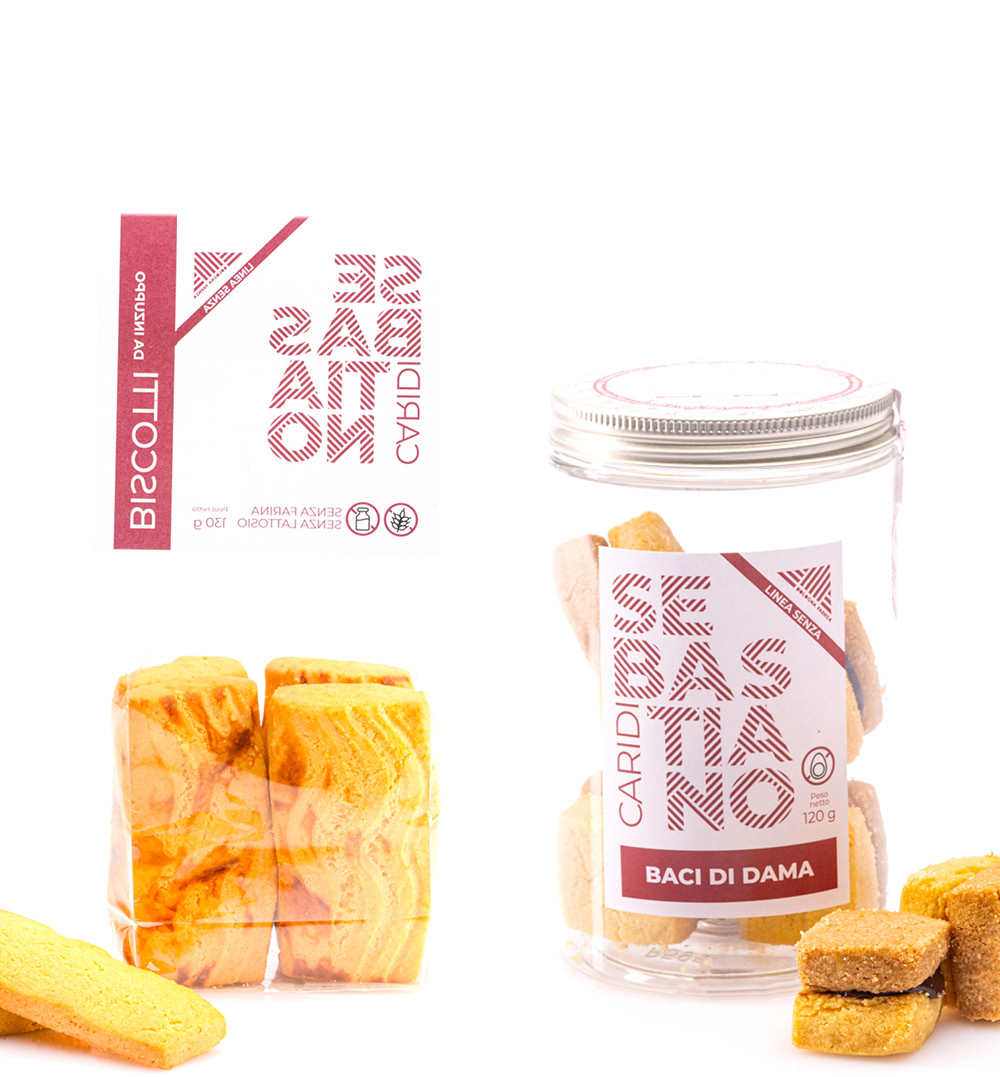 BISCOTTI DA INZUPPO
LINEA SENZA
SE
BAS
TIA
NO
CARIDI
SENZA FARINA
SENZA LATTOSIO
Peso netto
130 g
LINEA SENZA
SE
BAS
TIA
NO
CARIDI
Peso
netto
120 g
BACI DI DAMA